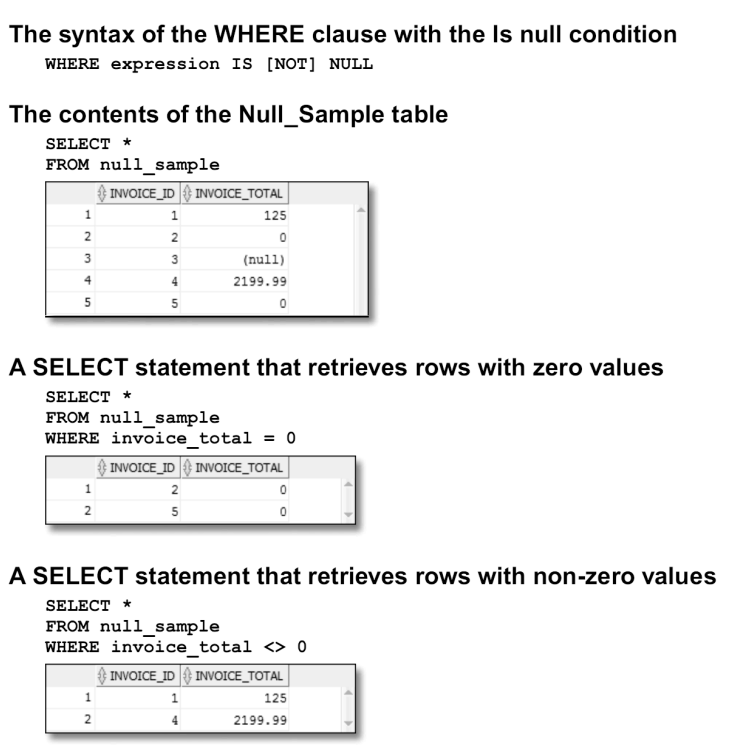 The syntax of the WHERE clause with the Is null condition
WHERE expression IS [NOT] NULL
The contents of the Null_Sample table
SELECT *
FROM null_sample
INVOICE_ID INVOICE_TOTAL
1 1 125
2 2 0
3 3 (null)
4 4 2199.99
5 5 0
A SELECT statement that retrieves rows with zero values
SELECT *
FROM null_sample
WHERE invoice_total = 0
INVOICE_ID INVOICE_TOTAL
1 2 0
2 5 0
A SELECT statement that retrieves rows with non-zero values
SELECT *
FROM null_sample
WHERE invoice_total <> 0
INVOICE_ID INVOICE_TOTAL
1 1 125
2 4 2199.99